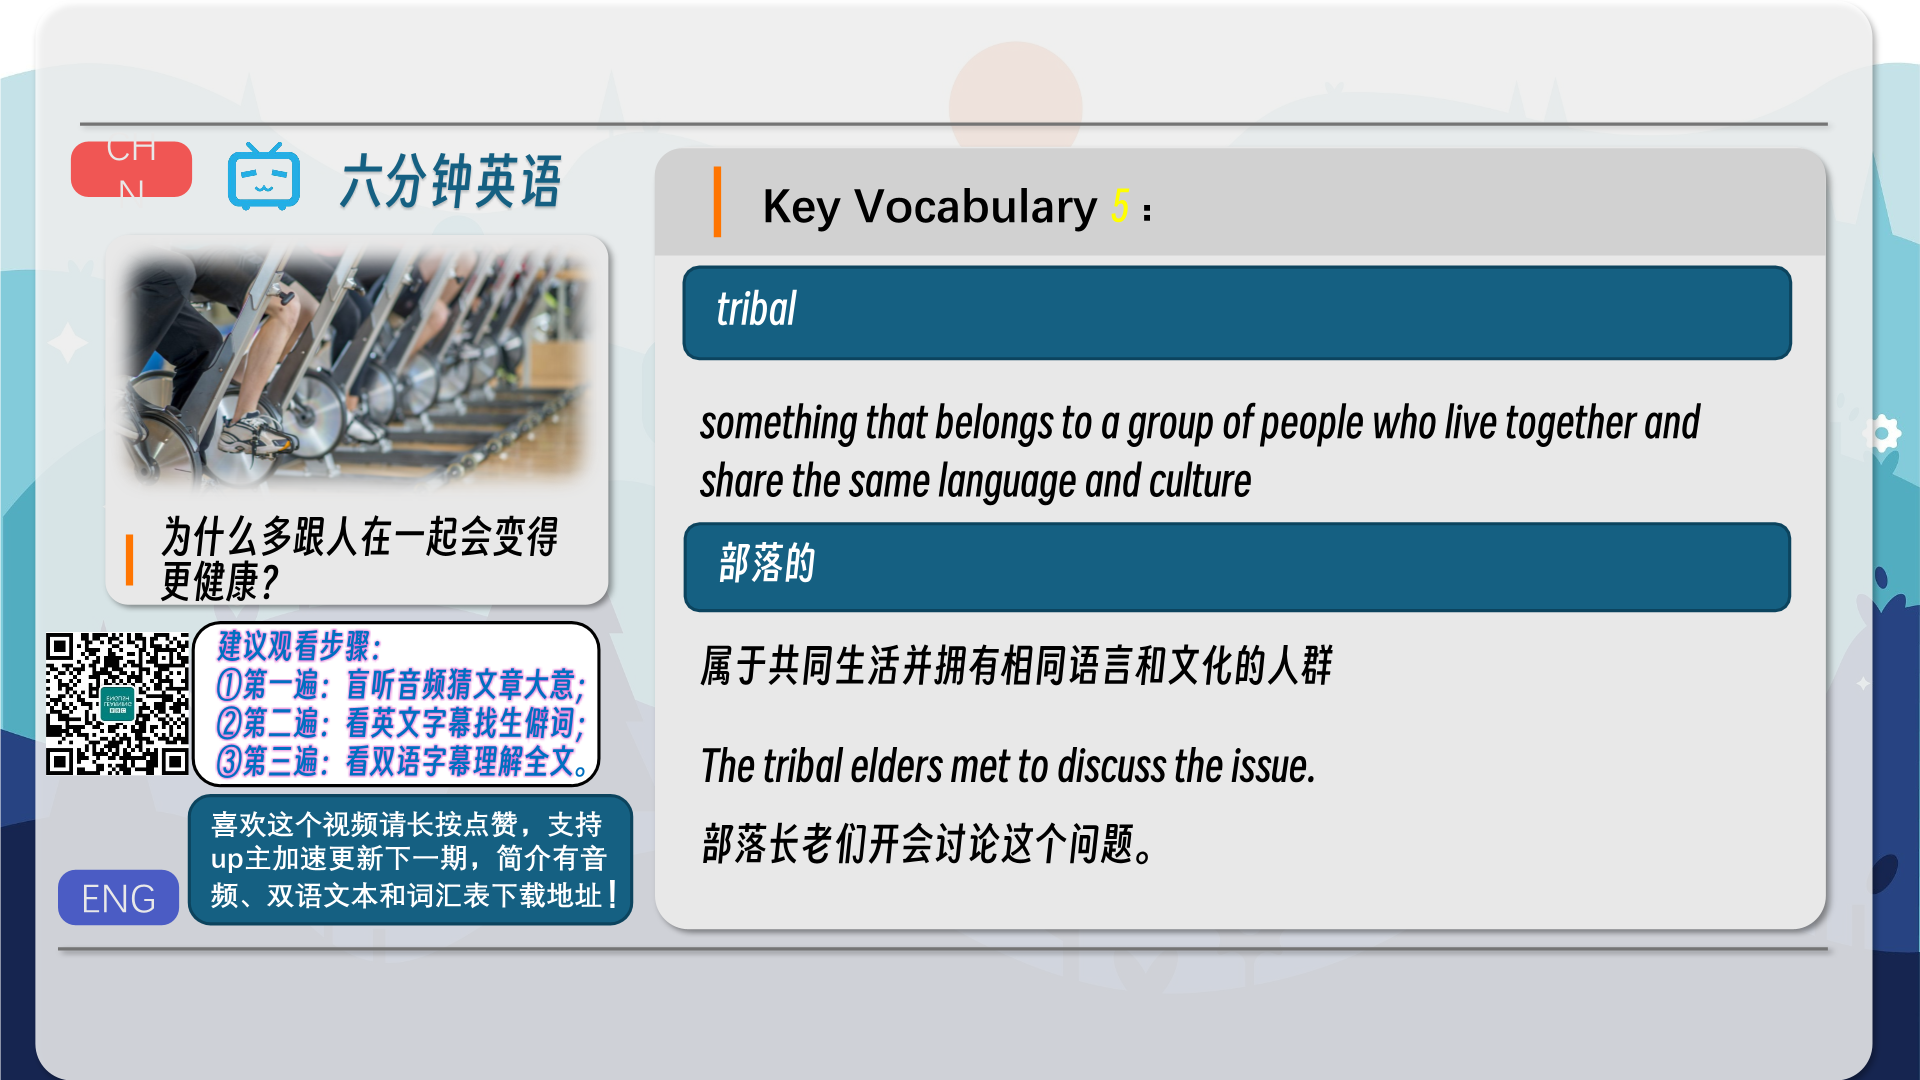 CH
N
六分钟英语
为什么多跟人在一起会变得
更健康?
建议观看步骤:
①第一遍: 盲听音频猜文章大意;
②第二遍: 看英文字幕找生僻词;
③第三遍: 看双语字幕理解全文。
喜欢这个视频请长按点赞，支持
up主加速更新下一期，简介有音
频、双语文本和词汇表下载地址!
ENG
Key Vocabulary 5 :
tribal
something that belongs to a group of people who live together and
share the same language and culture
部落的
属于共同生活并拥有相同语言和文化的人群
The tribal elders met to discuss the issue.
部落长老们开会讨论这个问题。